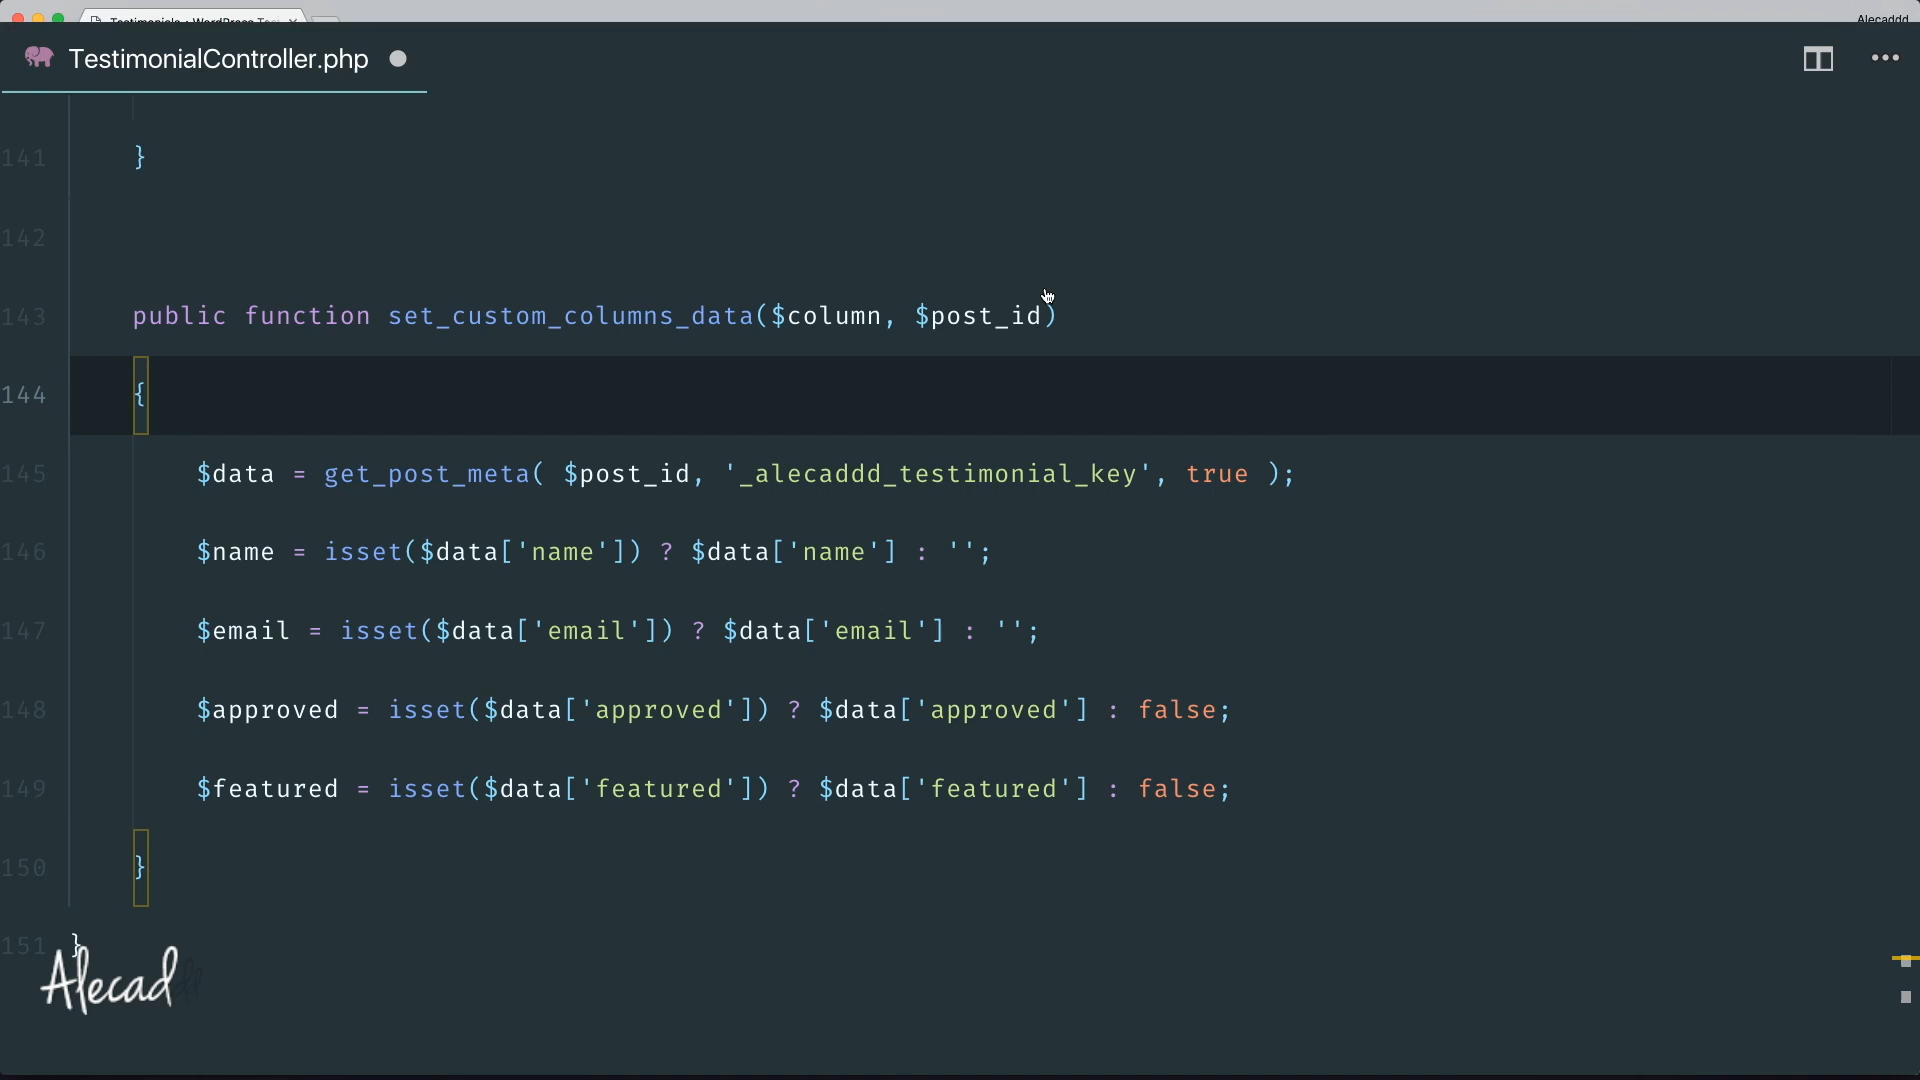 Alecaddd
TestimonialController.php
141 }
142
143 public function set_custom_columns_data($column, $post_id)
144 {
145 $data = get_post_meta( $post_id, '_alecaddd_testimonial_key', true );
146 $name = isset($data['name']) ? $data['name'] : '';
147 $email = isset($data['email']) ? $data['email'] : '';
148 $approved = isset($data['approved']) ? $data['approved'] : false;
149 $featured = isset($data['featured']) ? $data['featured'] : false;
150 }
151 }
Alecaddd